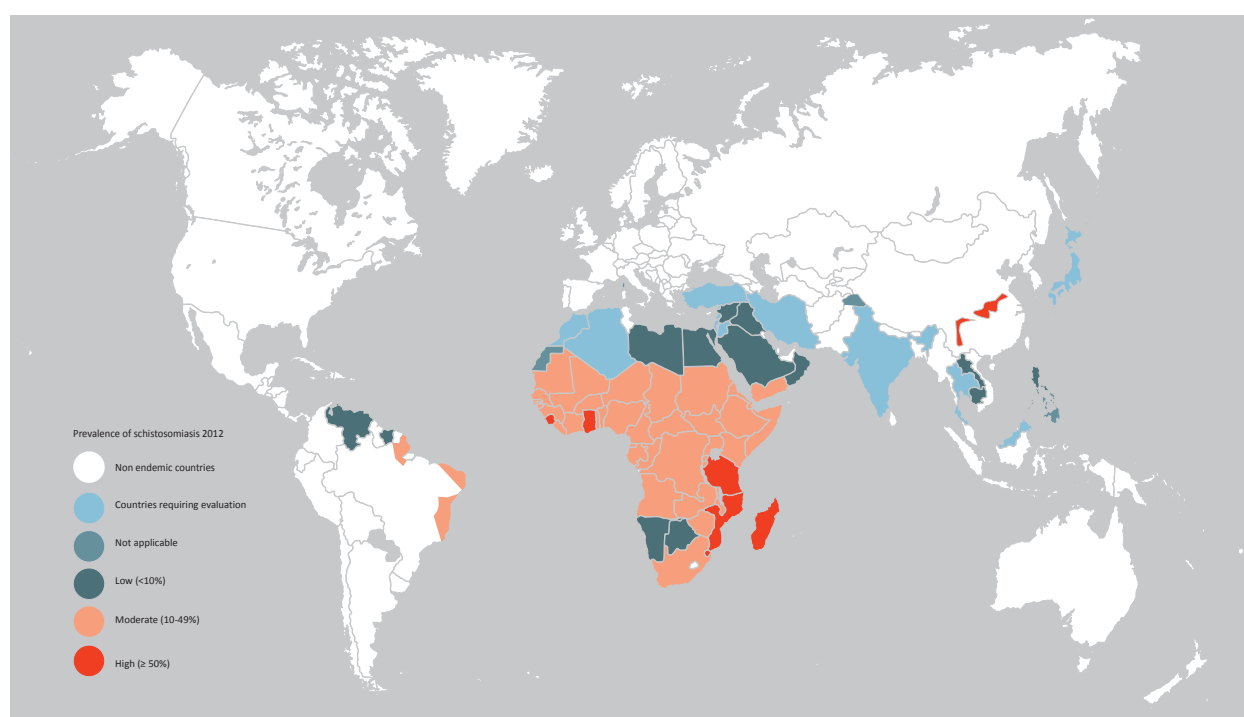 Prevalence of schistosomiasis 2012
Non endemic countries
Countries requiring evaluation
Not applicable
Low (<10%)
Moderate (10-49%)
High (≥ 50%)